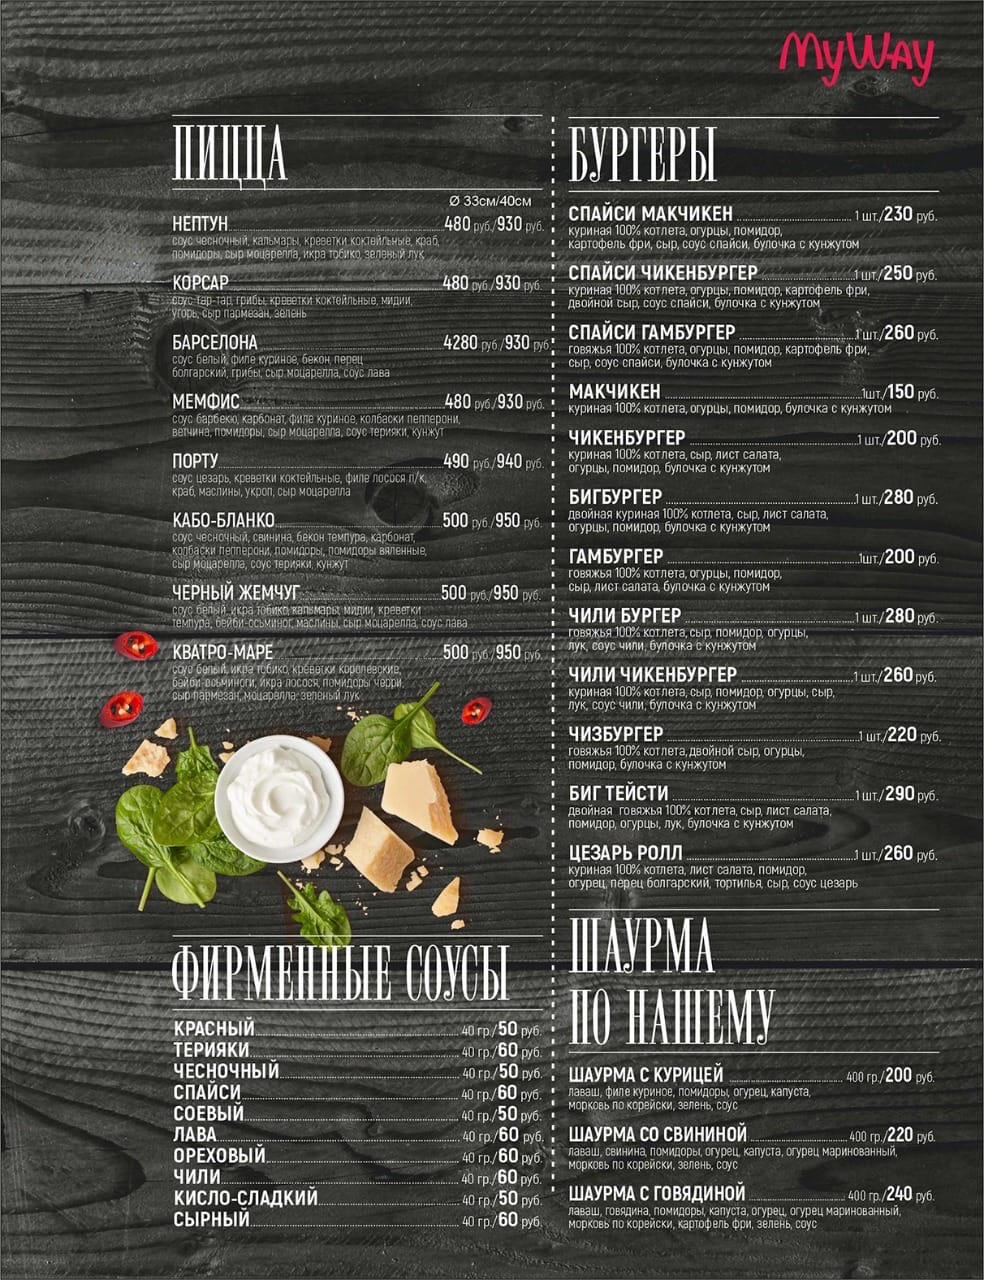 MyWay
ПИЦЦА
Ø 33см/40см
НЕПТУН 480 руб./930 руб.
соус чесночный, кальмары, креветки коктейльные, краб,
помидоры, сыр моцарелла, икра тобико, зеленый лук
КОРСАР 480 руб./930 руб.
соус тар-тар, грибы, креветки коктейльные, мидии,
угорь, сыр пармезан, зелень
БАРСЕЛОНА 4280 руб./930 руб
соус белый, филе куриное, бекон, перец
болгарский, грибы, сыр моцарелла, соус лава
МЕМФИС 480 руб./930 руб.
соус барбекю, карбонат, филе куриное, колбаски пепперони,
ветчина, помидоры, сыр моцарелла, соус терияки, кунжут
ПОРТУ 490 руб./940 руб.
соус цезарь, креветки коктейльные, филе лосося п/к,
краб, маслины, укроп, сыр моцарелла
КАБО-БЛАНКО 500 руб./950 руб.
соус чесночный, свинина, бекон темпура, карбонат,
колбаски пепперони, помидоры, помидоры вяленные,
сыр моцарелла, соус терияки, кунжут
ЧЕРНЫЙ ЖЕМЧУГ 500 руб./950 руб.
соус белый, икра тобико, кальмары, мидии, креветки
темпура, бейби-осьминог, маслины, сыр моцарелла, соус лава
КВАТРО-МАРЕ 500 руб./950 руб.
соус белый, икра тобико, креветки королевские,
бейби-осьминоги, икра лосося, помидоры черри,
сыр пармезан, моцарелла, зеленый лук
ФИРМЕННЫЕ СОУСЫ
КРАСНЫЙ 40 гр./50 руб.
ТЕРИЯКИ 40 гр./60 руб.
ЧЕСНОЧНЫЙ 40 гр./50 руб.
СПАЙСИ 40 гр./60 руб.
СОЕВЫЙ 40 гр./50 руб.
ЛАВА 40 гр./60 руб.
ОРЕХОВЫЙ 40 гр./60 руб.
ЧИЛИ 40 гр./60 руб.
КИСЛО-СЛАДКИЙ 40 гр./50 руб.
СЫРНЫЙ 40 гр./60 руб.
БУРГЕРЫ
СПАЙСИ МАКЧИКЕН 1 шт./230 руб.
куриная 100% котлета, огурцы, помидор,
картофель фри, сыр, соус спайси, булочка с кунжутом
СПАЙСИ ЧИКЕНБУРГЕР 1 шт./250 руб.
куриная 100% котлета, огурцы, помидор, картофель фри,
двойной сыр, соус спайси, булочка с кунжутом
СПАЙСИ ГАМБУРГЕР 1 шт./260 руб.
говяжья 100% котлета, огурцы, помидор, картофель фри,
сыр, соус спайси, булочка с кунжутом
МАКЧИКЕН 1шт./150 руб.
куриная 100% котлета, огурцы, помидор, булочка с кунжутом
ЧИКЕНБУРГЕР 1 шт./200 руб.
куриная 100% котлета, сыр, лист салата,
огурцы, помидор, булочка с кунжутом
БИГБУРГЕР 1 шт./280 руб.
двойная куриная 100% котлета, сыр, лист салата,
огурцы, помидор, булочка с кунжутом
ГАМБУРГЕР 1шт./200 руб.
говяжья 100% котлета, огурцы, помидор,
сыр, лист салата, булочка с кунжутом
ЧИЛИ БУРГЕР 1 шт./280 руб.
говяжья 100% котлета, сыр, помидор, огурцы,
лук, соус чили, булочка с кунжутом
ЧИЛИ ЧИКЕНБУРГЕР 1 шт./260 руб.
куриная 100% котлета, сыр, помидор, огурцы, сыр,
лук, соус чили, булочка с кунжутом
ЧИЗБУРГЕР 1 шт./220 руб.
говяжья 100% котлета, двойной сыр, огурцы,
помидор, булочка с кунжутом
БИГ ТЕЙСТИ 1 шт./290 руб.
двойная говяжья 100% котлета, сыр, лист салата,
помидор, огурцы, лук, булочка с кунжутом
ЦЕЗАРЬ РОЛЛ 1 шт./260 руб.
куриная 100% котлета, лист салата, помидор,
огурец, перец болгарский, тортилья, сыр, соус цезарь
ШАУРМА
ПО НАШЕМУ
ШАУРМА С КУРИЦЕЙ 400 гр./200 руб.
лаваш, филе куриное, помидоры, огурец, капуста,
морковь по корейски, зелень, соус
ШАУРМА СО СВИНИНОЙ 400 гр./220 руб.
лаваш, свинина, помидоры, огурец, капуста, огурец маринованный,
морковь по корейски, зелень, соус
ШАУРМА С ГОВЯДИНОЙ 400 гр./240 руб.
лаваш, говядина, помидоры, капуста, огурец, огурец маринованный,
морковь по корейски, картофель фри, зелень, соус